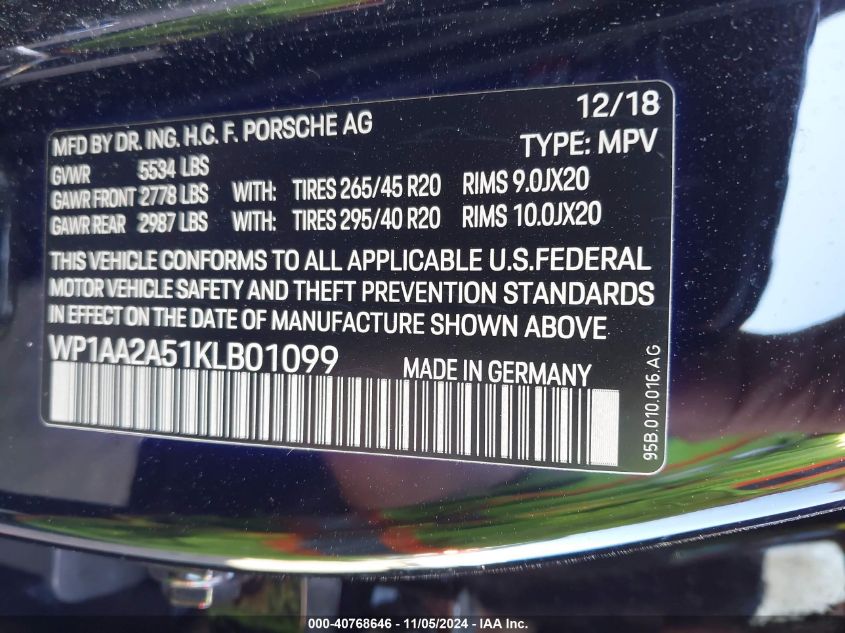 12/18
MFD BY DR. ING. H.C. F. PORSCHE AG TYPE: MPV
GVWR 5534 LBS
GAWR FRONT 2778 LBS WITH: TIRES 265/45 R20 RIMS 9.0JX20
GAWR REAR 2987 LBS WITH: TIRES 295/40 R20 RIMS 10.0JX20
THIS VEHICLE CONFORMS TO ALL APPLICABLE U.S.FEDERAL
MOTOR VEHICLE SAFETY AND THEFT PREVENTION STANDARDS
IN EFFECT ON THE DATE OF MANUFACTURE SHOWN ABOVE
WP1AA2A51KLB01099 MADE IN GERMANY
95B.010.016.AG
000-40768646 - 11/05/2024 - IAA Inc.